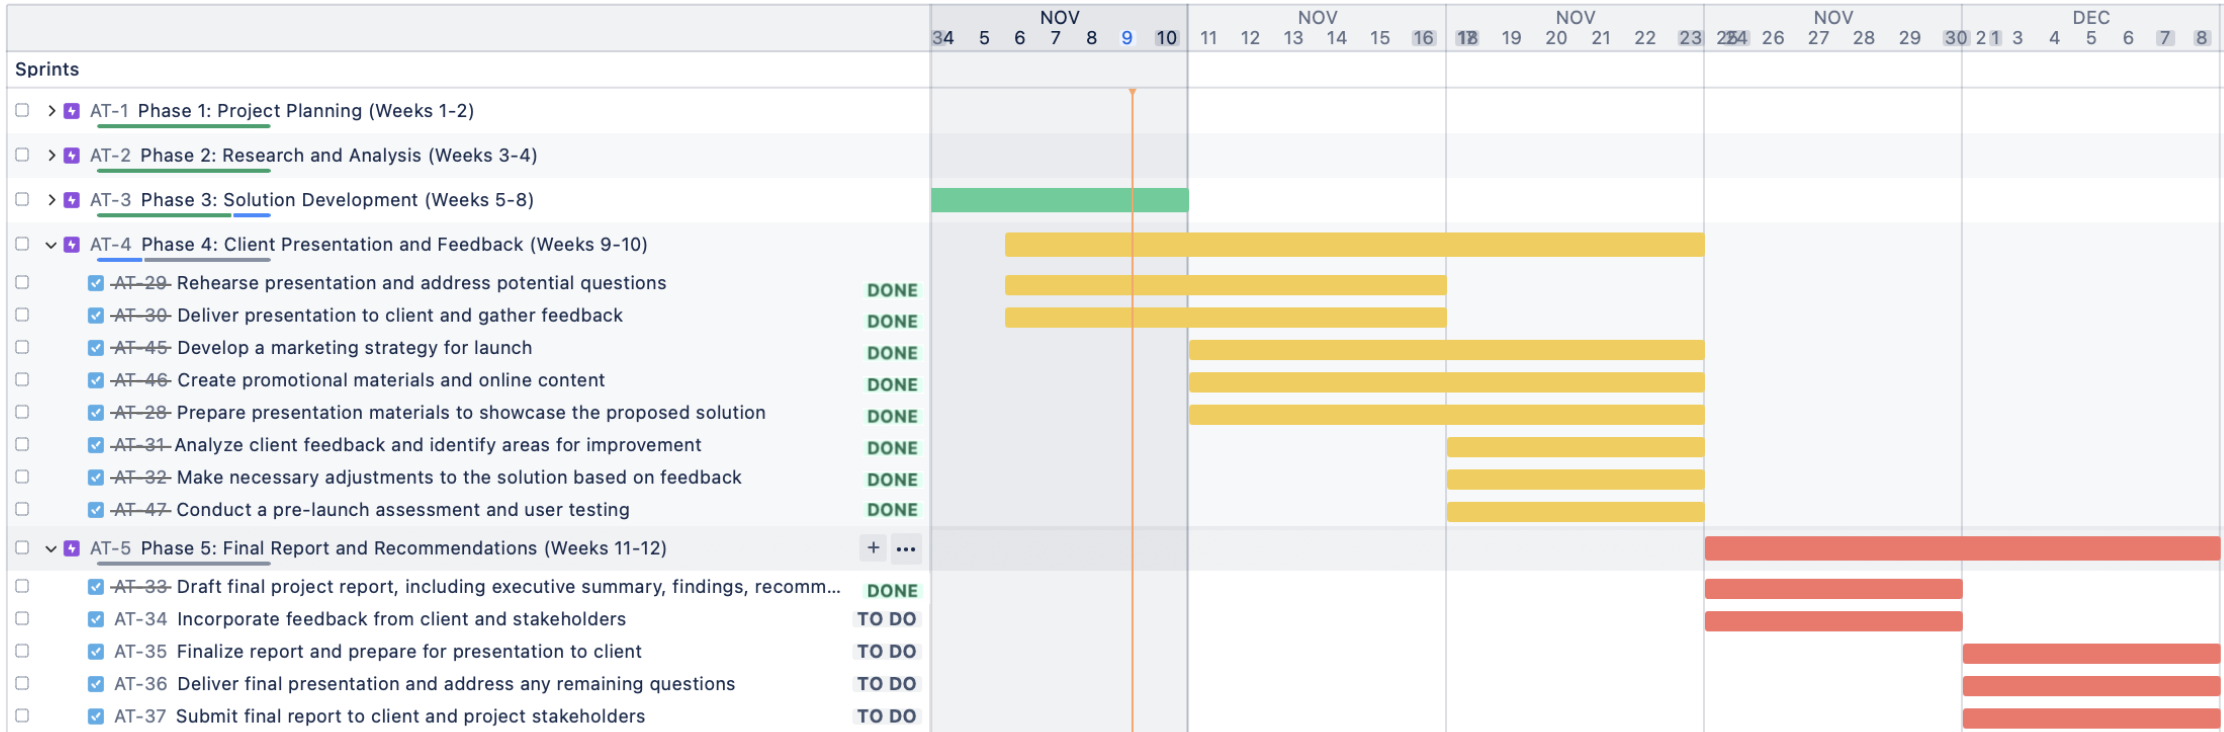 NOV NOV NOV NOV DEC
34 5 6 7 8 9 10 11 12 13 14 15 16 18 19 20 21 22 23 26 27 28 29 30 2 1 3 4 5 6 7 8
Sprints
AT-1 Phase 1: Project Planning (Weeks 1-2)
AT-2 Phase 2: Research and Analysis (Weeks 3-4)
AT-3 Phase 3: Solution Development (Weeks 5-8)
AT-4 Phase 4: Client Presentation and Feedback (Weeks 9-10)
AT-29 Rehearse presentation and address potential questions DONE
AT-30 Deliver presentation to client and gather feedback DONE
AT-45 Develop a marketing strategy for launch DONE
AT-46 Create promotional materials and online content DONE
AT-28 Prepare presentation materials to showcase the proposed solution DONE
AT-31 Analyze client feedback and identify areas for improvement DONE
AT-32 Make necessary adjustments to the solution based on feedback DONE
AT-47 Conduct a pre-launch assessment and user testing DONE
AT-5 Phase 5: Final Report and Recommendations (Weeks 11-12) + ...
AT-33 Draft final project report, including executive summary, findings, recomm... DONE
AT-34 Incorporate feedback from client and stakeholders TO DO
AT-35 Finalize report and prepare for presentation to client TO DO
AT-36 Deliver final presentation and address any remaining questions TO DO
AT-37 Submit final report to client and project stakeholders TO DO